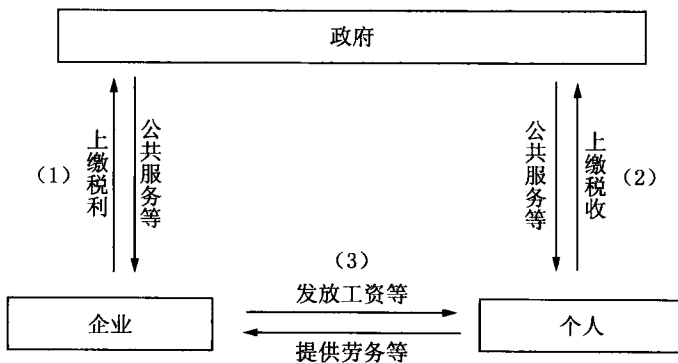 政府
(1)
上缴税利
公共服务等
公共服务等
上缴税收
(2)
(3)
发放工资等
企业
个人
提供劳务等